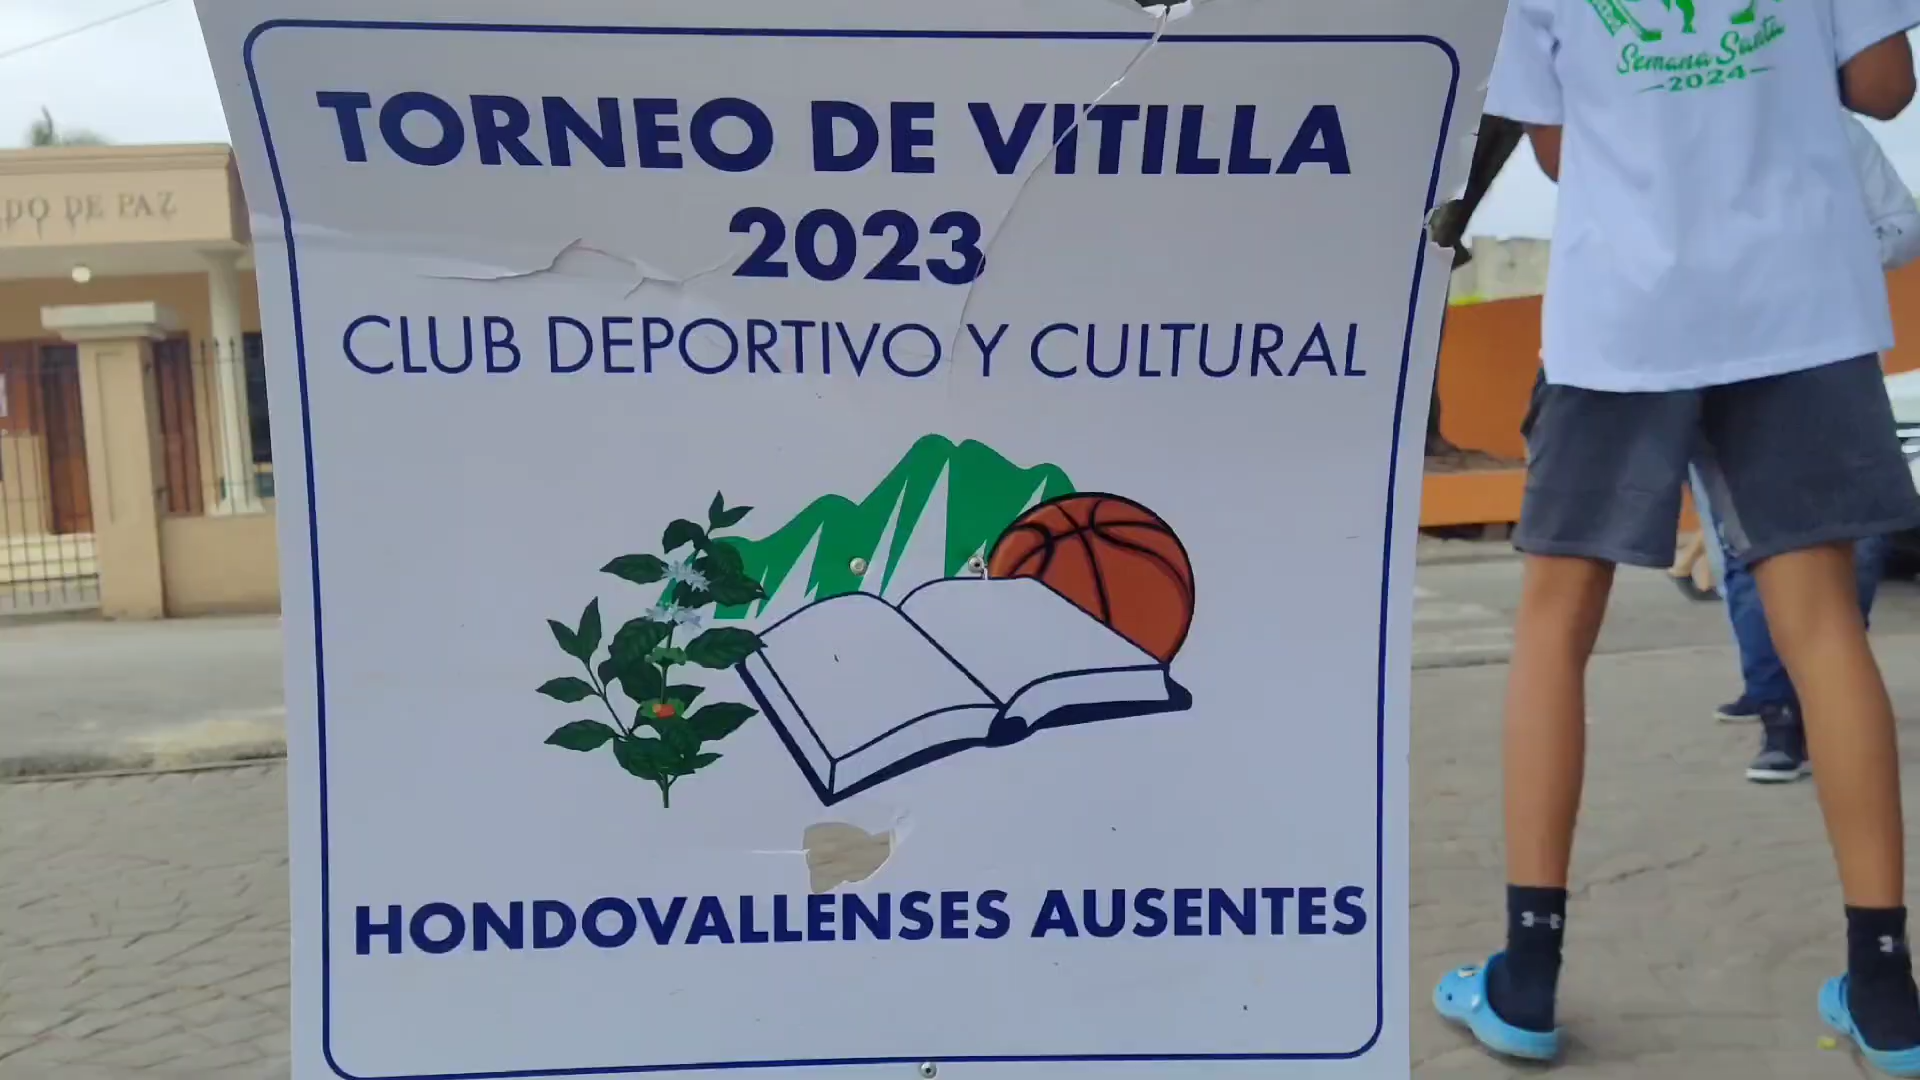 TORNEO DE VITILLA
2023
CLUB DEPORTIVO Y CULTURAL
HONDOVALLENSES AUSENTES
DO DE PAZ
Semana Santa
2024